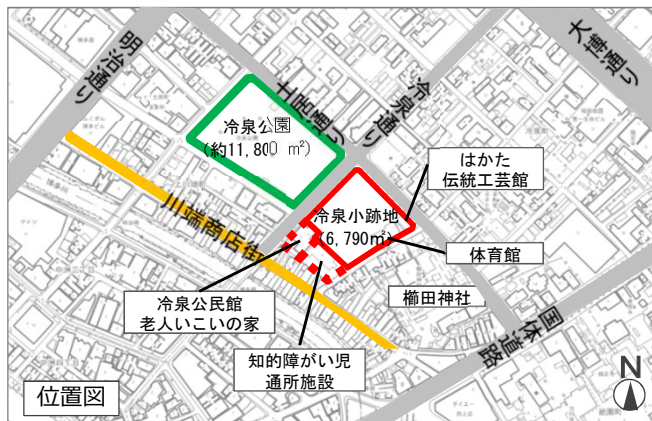 明治通り
大博通り
土居通り
冷泉通り
冷泉公園
(約11,800 ㎡)
はかた
伝統工芸館
冷泉小跡地
(6,790㎡)
川端商店街
体育館
冷泉公民館
老人いこいの家
櫛田神社
国体道路
知的障がい児
通所施設
位置図
N